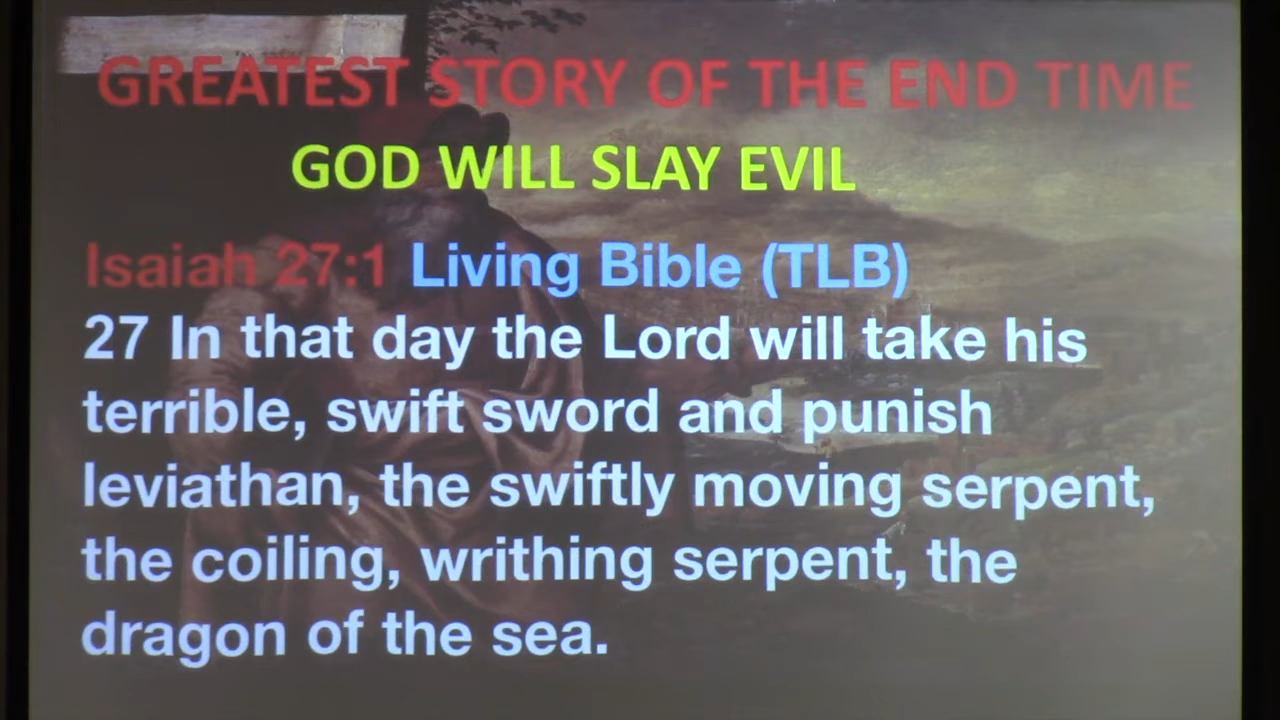 GREATEST STORY OF THE END TIME
GOD WILL SLAY EVIL
Isaiah 27:1 Living Bible (TLB)
27 In that day the Lord will take his
terrible, swift sword and punish
leviathan, the swiftly moving serpent,
the coiling, writhing serpent, the
dragon of the sea.